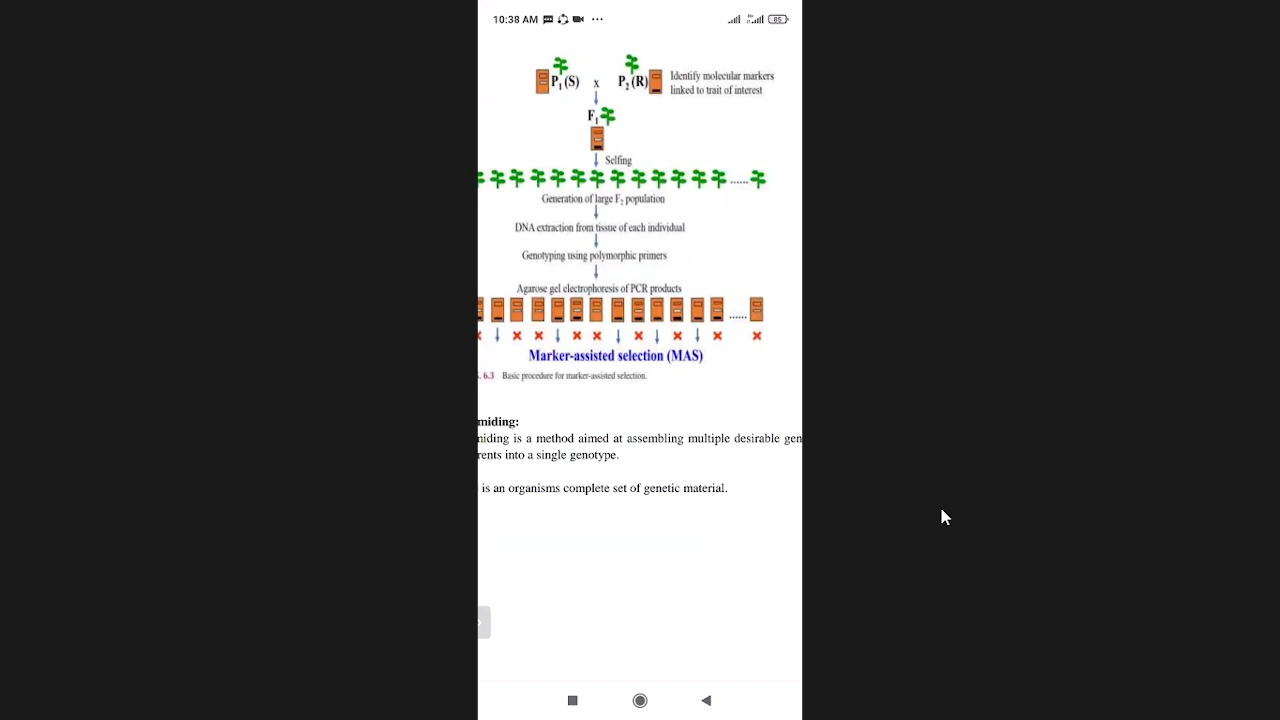 10:38 AM ...
85
P1 (S) x P2 (R) Identify molecular markers
linked to trait of interest
F1
Selfing
......
Generation of large F2 population
DNA extraction from tissue of each individual
Genotyping using polymorphic primers
Agarose gel electrophoresis of PCR products
......
Marker-assisted selection (MAS)
. 6.3 Basic procedure for marker-assisted selection.
miding:
niding is a method aimed at assembling multiple desirable gen
rents into a single genotype.
is an organisms complete set of genetic material.